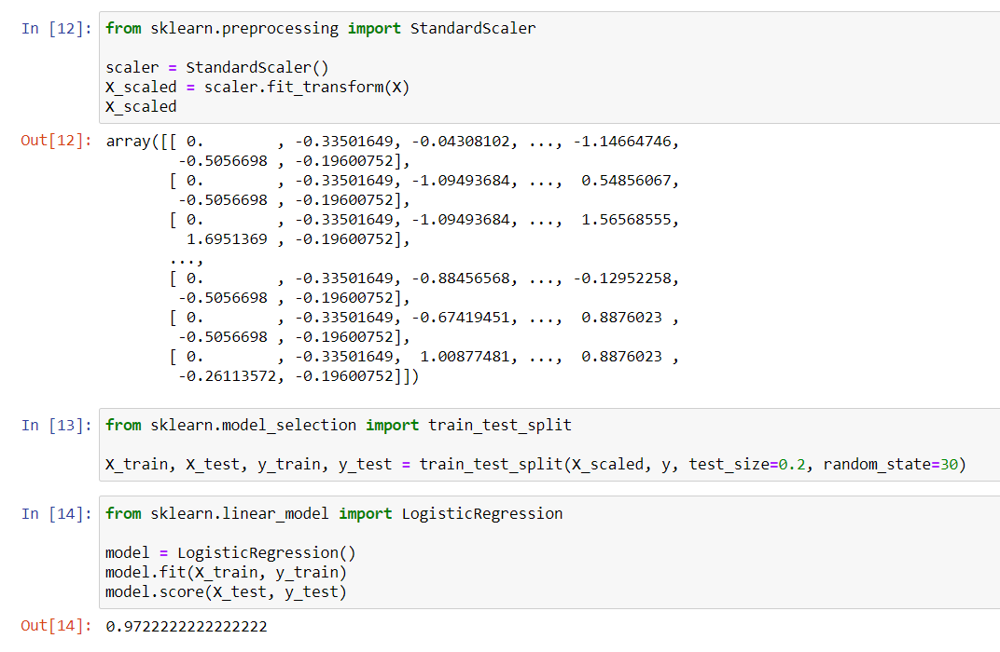 In [12]: from sklearn.preprocessing import StandardScaler
scaler = StandardScaler()
X_scaled = scaler.fit_transform(X)
X_scaled
Out[12]: array([[ 0.        , -0.33501649, -0.04308102, ..., -1.14664746,
        -0.5056698 , -0.19600752],
       [ 0.        , -0.33501649, -1.09493684, ...,  0.54856067,
        -0.5056698 , -0.19600752],
       [ 0.        , -0.33501649, -1.09493684, ...,  1.56568555,
         1.6951369 , -0.19600752],
       ...,
       [ 0.        , -0.33501649, -0.88456568, ..., -0.12952258,
        -0.5056698 , -0.19600752],
       [ 0.        , -0.33501649, -0.67419451, ...,  0.8876023 ,
        -0.5056698 , -0.19600752],
       [ 0.        , -0.33501649,  1.00877481, ...,  0.8876023 ,
        -0.26113572, -0.19600752]])
In [13]: from sklearn.model_selection import train_test_split
X_train, X_test, y_train, y_test = train_test_split(X_scaled, y, test_size=0.2, random_state=30)
In [14]: from sklearn.linear_model import LogisticRegression
model = LogisticRegression()
model.fit(X_train, y_train)
model.score(X_test, y_test)
Out[14]: 0.9722222222222222